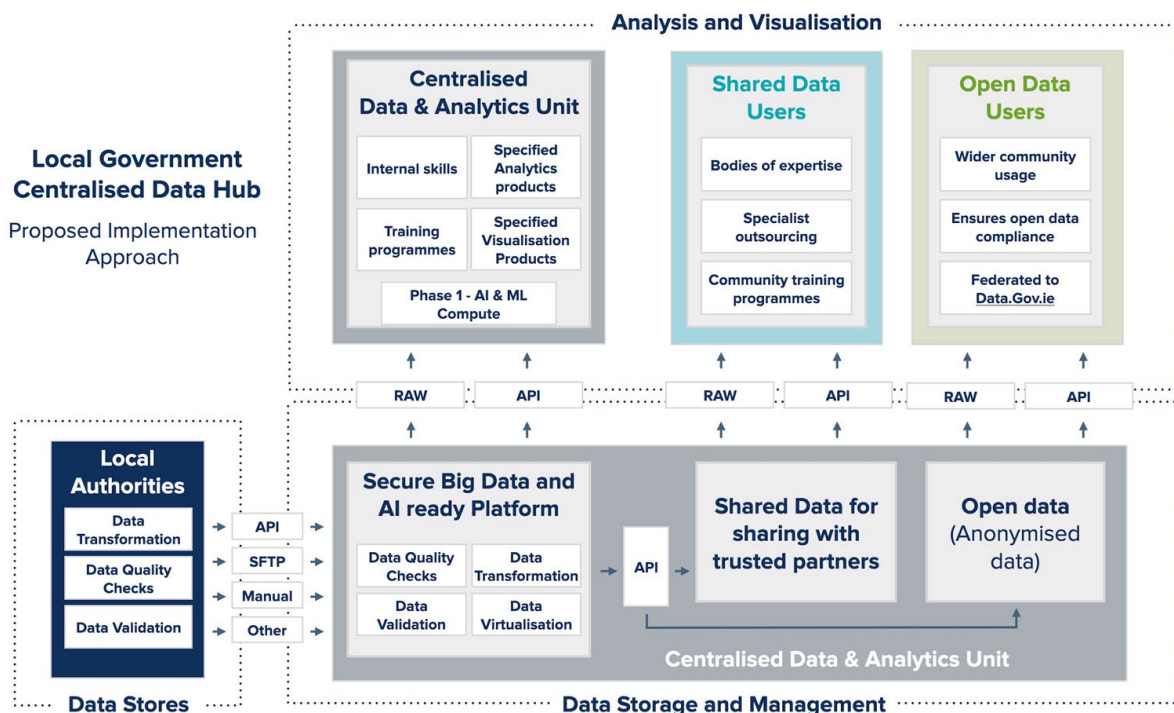 Analysis and Visualisation
Local Government
Centralised Data Hub
Proposed Implementation
Approach
Centralised
Data & Analytics Unit
Internal skills
Specified
Analytics
products
Training
programmes
Specified
Visualisation
Products
Phase 1 - AI & ML
Compute
Shared Data
Users
Bodies of expertise
Specialist
outsourcing
Community training
programmes
Open Data
Users
Wider community
usage
Ensures open data
compliance
Federated to
Data.Gov.ie
RAW
API
RAW
API
RAW
API
Local
Authorities
Data
Transformation
Data Quality
Checks
Data Validation
API
SFTP
Manual
Other
Secure Big Data and
AI ready Platform
Data Quality
Checks
Data
Transformation
Data
Validation
Data
Virtualisation
API
Shared Data for
sharing with
trusted partners
Open data
(Anonymised
data)
Centralised Data & Analytics Unit
Data Stores
Data Storage and Management